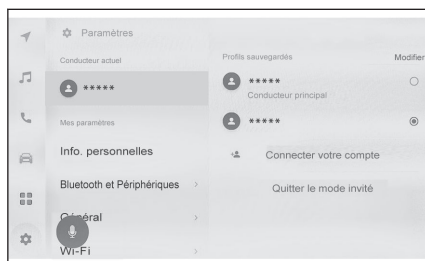 Paramètres
Conducteur actuel
*****
Mes paramètres
Info. personnelles
Bluetooth et Périphériques
Général
Wi-Fi
Profils sauvegardés
Modifier
*****
Conducteur principal
*****
Connecter votre compte
Quitter le mode invité